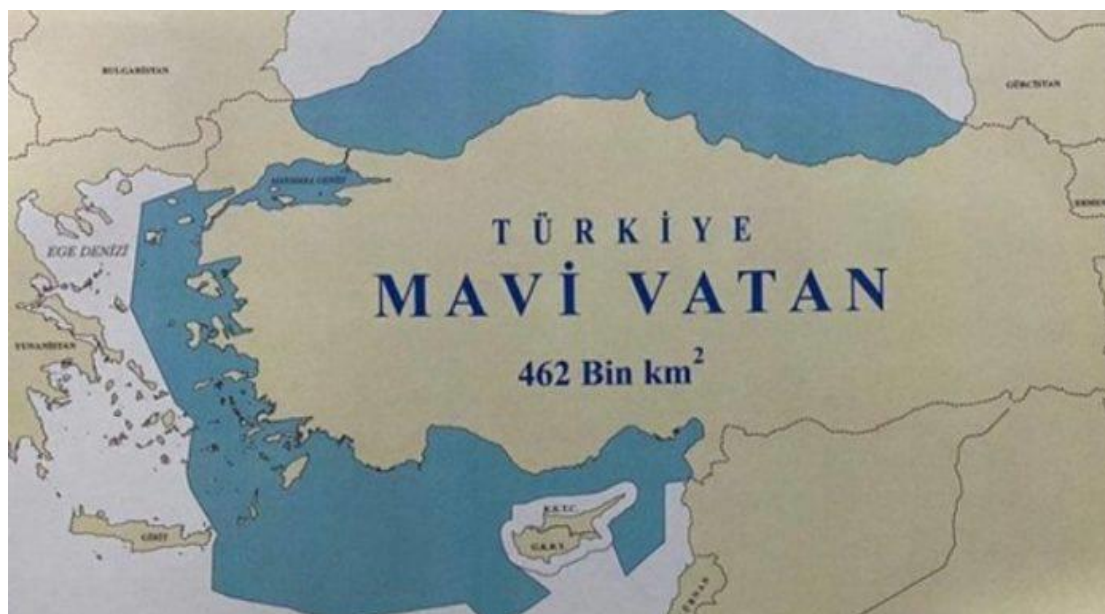 BULGARİSTAN
GÜRCİSTAN
MARMARA DENİZİ
EGE DENİZİ
TÜRKİYE
MAVİ VATAN
462 Bin km²
YUNANİSTAN
GİRİT
K.K.T.C.
G.K.R.Y.